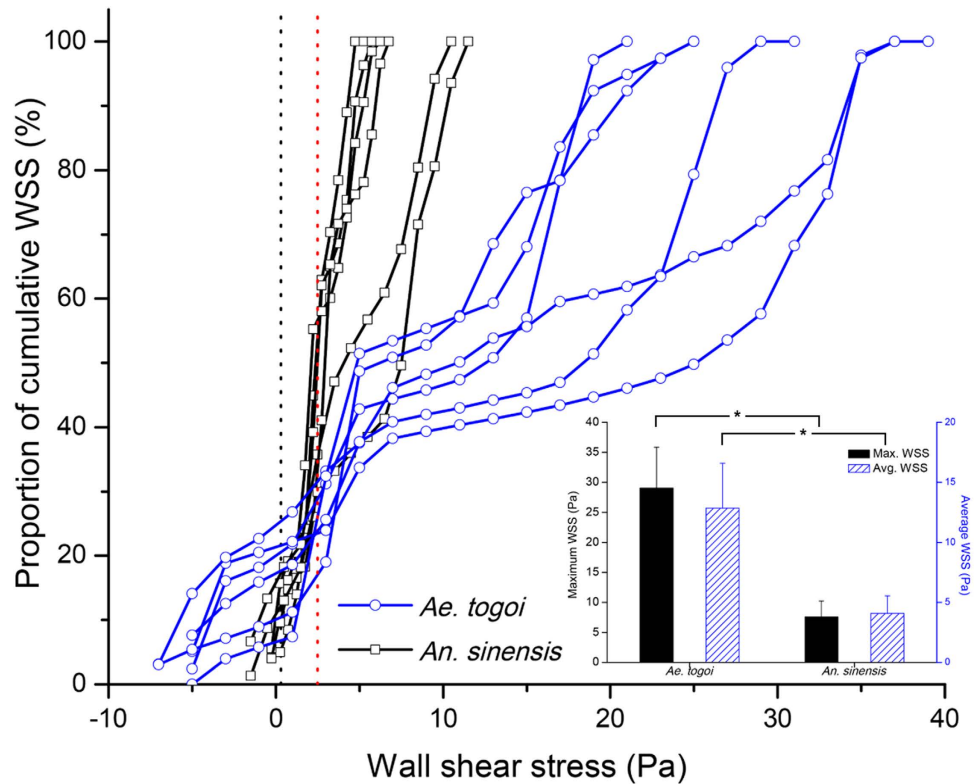 Proportion of cumulative WSS (%)
100
80
60
40
20
0
-10
0
10
20
30
40
Wall shear stress (Pa)
Ae. togoi
An. sinensis
Maximum WSS (Pa)
40
35
30
25
20
15
10
5
0
* *
Max. WSS
Avg. WSS
20
15
10
5
0
Average WSS (Pa)
Ae. togoi
An. sinensis